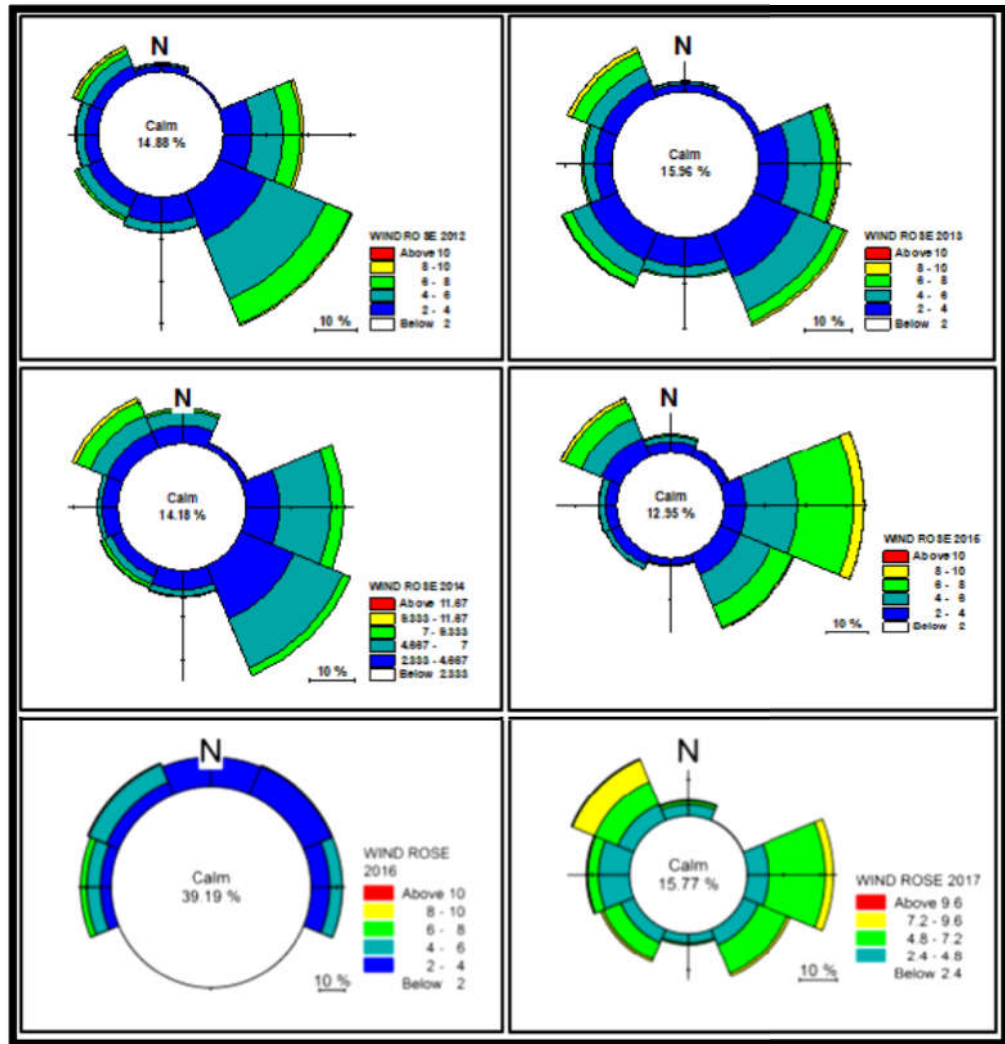 N
Calm
14.88 %
WIND ROSE 2012
Above 10
8 - 10
6 - 8
4 - 6
2 - 4
Below 2
10 %
Calm
15.96 %
WIND ROSE 2013
Above 10
8 - 10
6 - 8
4 - 6
2 - 4
Below 2
10 %
N
Calm
14.18 %
WIND ROSE 2014
Above 11.67
9.333 - 11.67
7 - 9.333
4.667 - 7
2.333 - 4.667
Below 2.333
10 %
N
Calm
12.95 %
WIND ROSE 2015
Above 10
8 - 10
6 - 8
4 - 6
2 - 4
Below 2
10 %
N
Calm
39.19 %
WIND ROSE
2016
Above 10
8 - 10
6 - 8
4 - 6
2 - 4
Below 2
10 %
N
Calm
15.77 %
WIND ROSE 2017
Above 9.6
7.2 - 9.6
4.8 - 7.2
2.4 - 4.8
Below 2.4
10 %
N